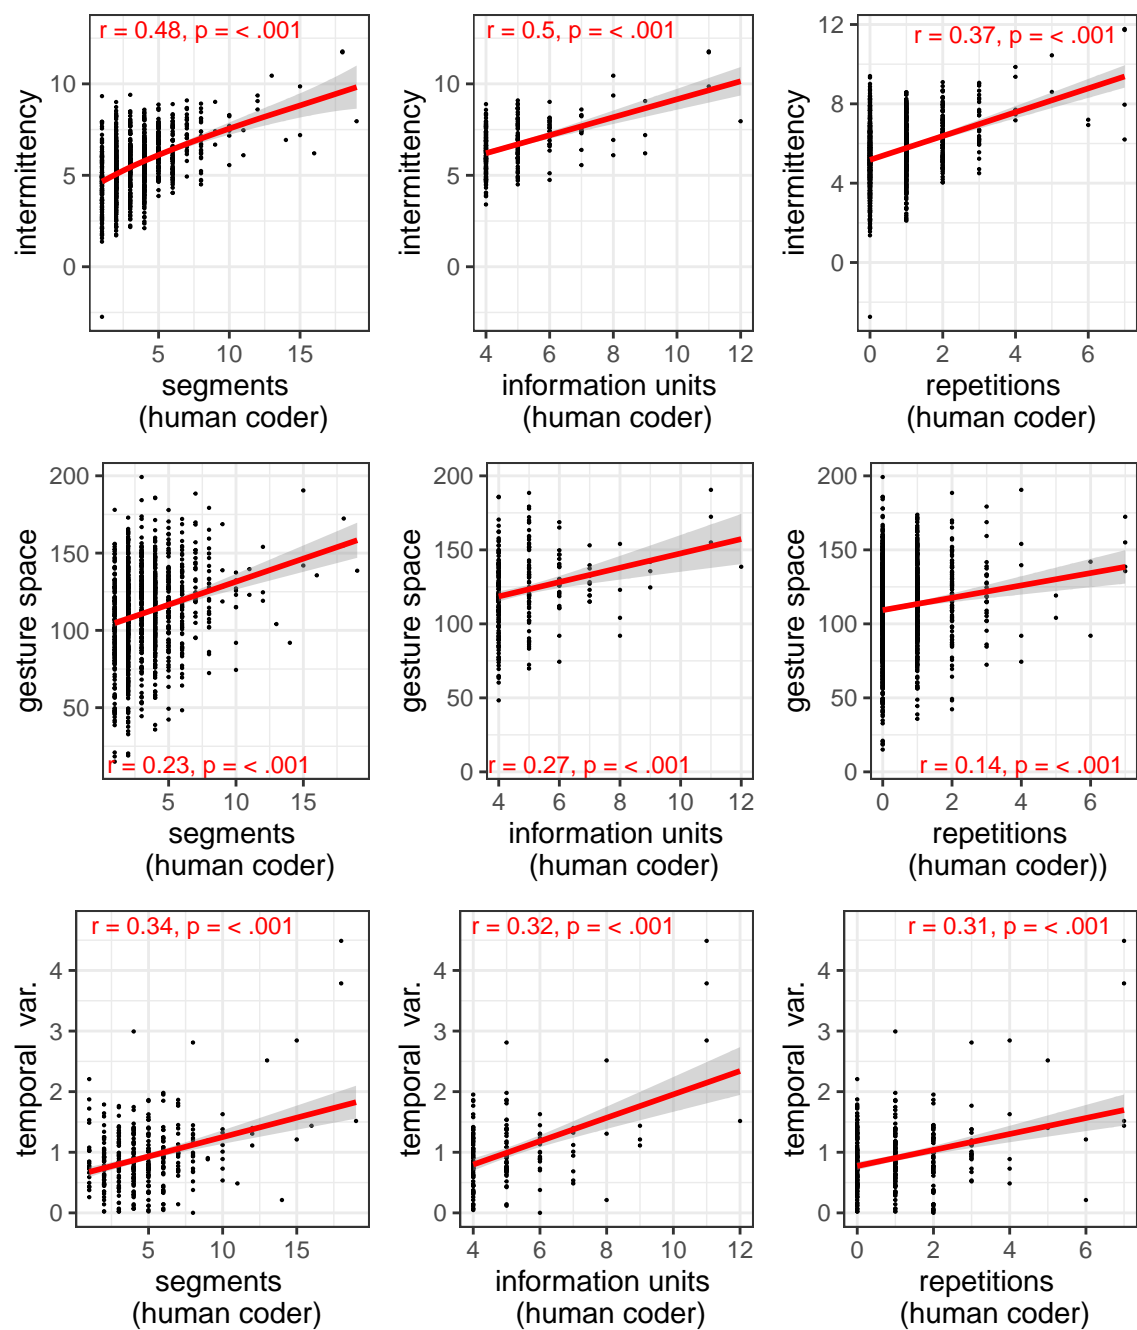 r = 0.48, p = < .001
r = 0.5, p = < .001
r = 0.37, p = < .001
intermittency
10
5
0
5
10
15
segments
(human coder)
intermittency
10
5
0
4
6
8
10
12
information units
(human coder)
intermittency
12
8
4
0
0
2
4
6
repetitions
(human coder)
gesture space
200
150
100
50
r = 0.23, p = < .001
5
10
15
segments
(human coder)
gesture space
200
150
100
50
0
r = 0.27, p = < .001
4
6
8
10
12
information units
(human coder)
gesture space
200
150
100
50
0
r = 0.14, p = < .001
0
2
4
6
repetitions
(human coder))
r = 0.34, p = < .001
temporal var.
4
3
2
1
0
5
10
15
segments
(human coder)
r = 0.32, p = < .001
temporal var.
4
3
2
1
0
4
6
8
10
12
information units
(human coder)
r = 0.31, p = < .001
temporal var.
4
3
2
1
0
0
2
4
6
repetitions
(human coder)